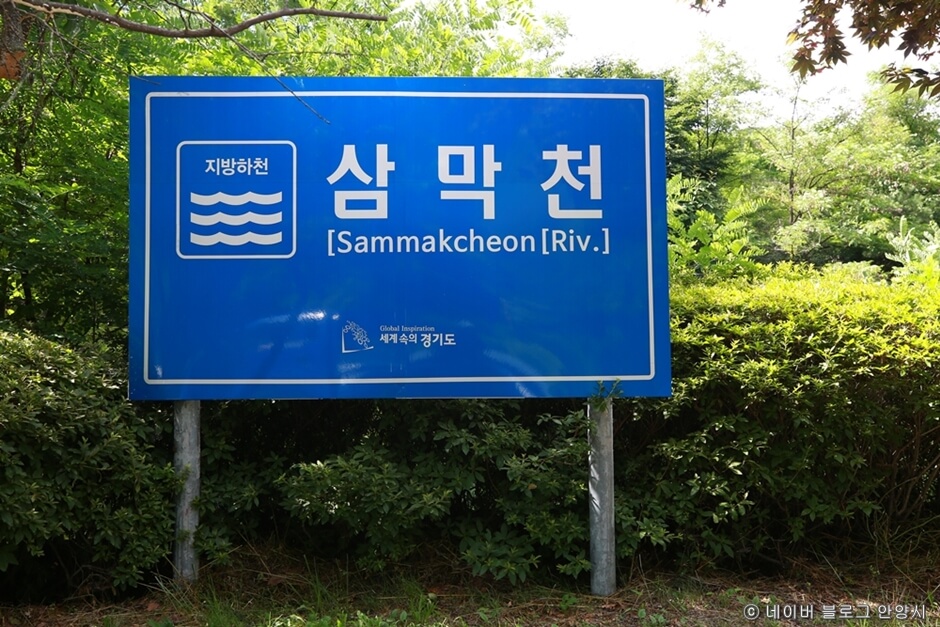 지방하천
삼막천
[Sammakcheon[Riv.]
Global Inspiration
세계 속의 경기도
© 네이버 블로그 안양시